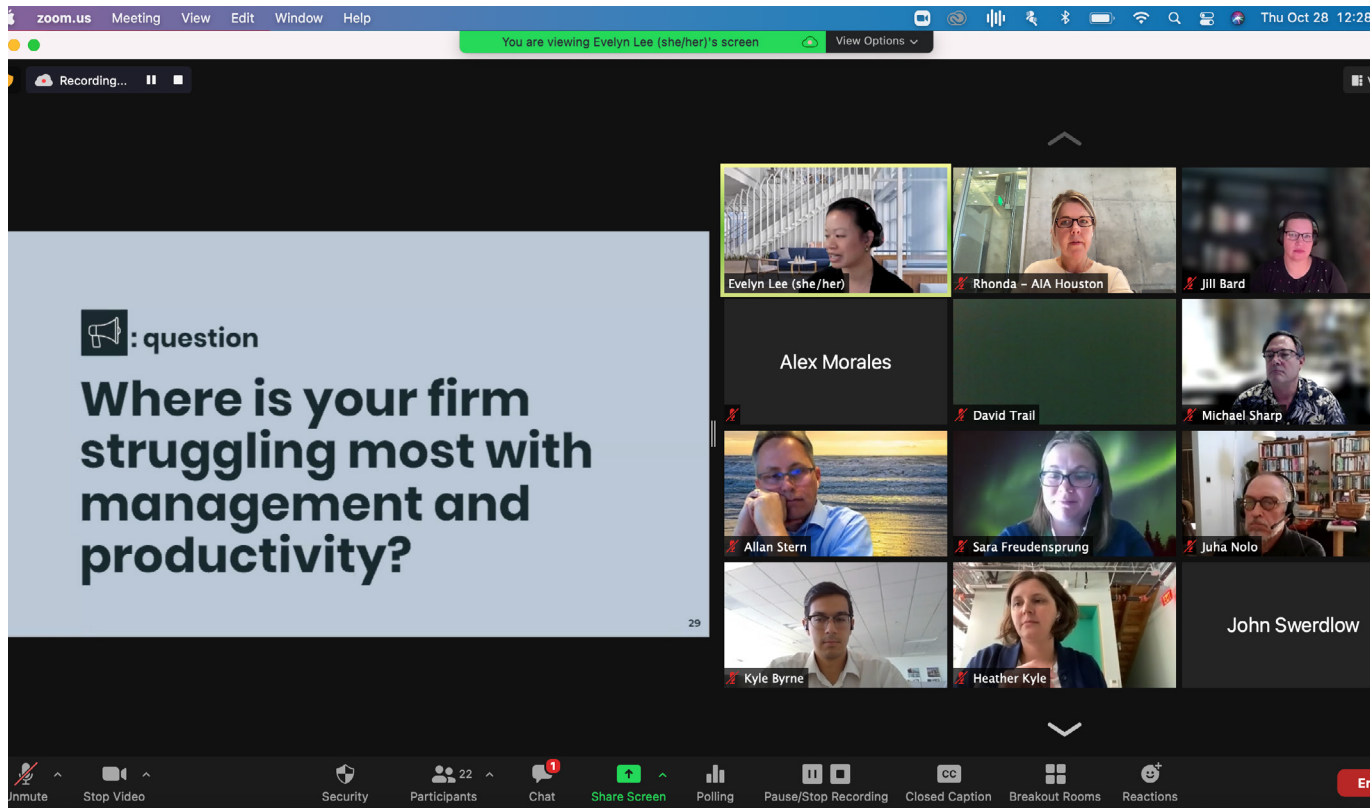 zoom.us Meeting View Edit Window Help Thu Oct 28 12:28
You are viewing Evelyn Lee (she/her)'s screen View Options
Recording...
: question
Where is your firm
struggling most with
management and
productivity?
29
Evelyn Lee (she/her)
Rhonda – AIA Houston
Jill Bard
Alex Morales
David Trail
Michael Sharp
Allan Stern
Sara Freudensprung
Juha Nolo
Kyle Byrne
Heather Kyle
John Swerdlow
22
1
CC
Unmute Stop Video Security Participants Chat Share Screen Polling Pause/Stop Recording Closed Caption Breakout Rooms Reactions